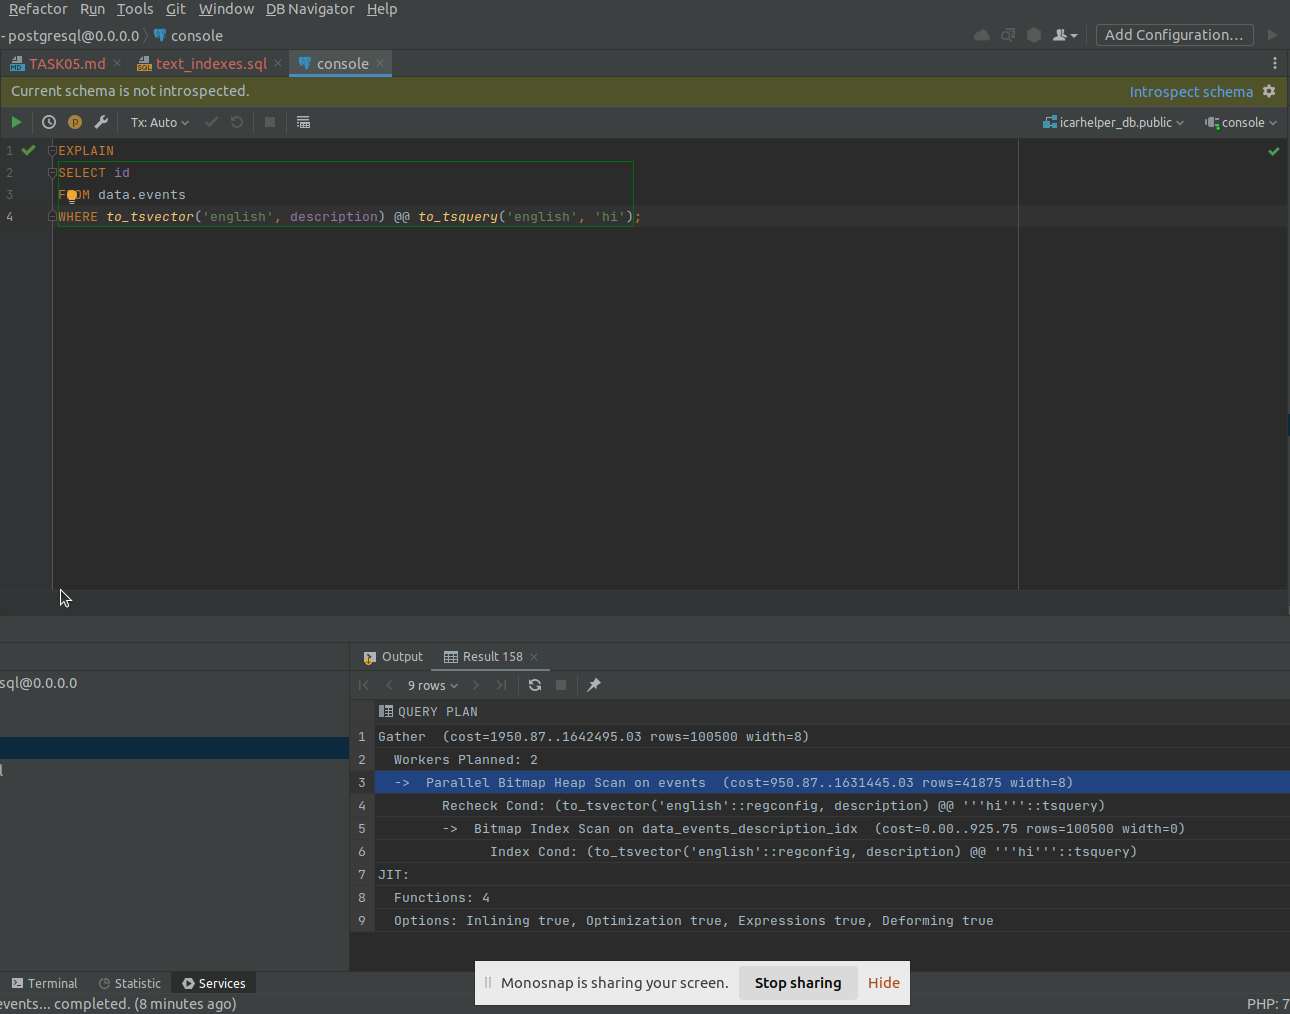 Refactor Run Tools Git Window DB Navigator Help
- postgresql@0.0.0.0 console
Add Configuration...
TASK05.md text_indexes.sql console
Current schema is not introspected.
Introspect schema
Tx: Auto
icarhelper_db.public console
1 EXPLAIN
2 SELECT id
3 FROM data.events
4 WHERE to_tsvector('english', description) @@ to_tsquery('english', 'hi');
Output Result 158
sql@0.0.0.0
9 rows
QUERY PLAN
1 Gather (cost=1950.87..1642495.03 rows=100500 width=8)
2 Workers Planned: 2
3 -> Parallel Bitmap Heap Scan on events (cost=950.87..1631445.03 rows=41875 width=8)
4 Recheck Cond: (to_tsvector('english'::regconfig, description) @@ '''hi'''::tsquery)
5 -> Bitmap Index Scan on data_events_description_idx (cost=0.00..925.75 rows=100500 width=0)
6 Index Cond: (to_tsvector('english'::regconfig, description) @@ '''hi'''::tsquery)
7 JIT:
8 Functions: 4
9 Options: Inlining true, Optimization true, Expressions true, Deforming true
Terminal Statistic Services
Monosnap is sharing your screen. Stop sharing Hide
events... completed. (8 minutes ago)
PHP: 7